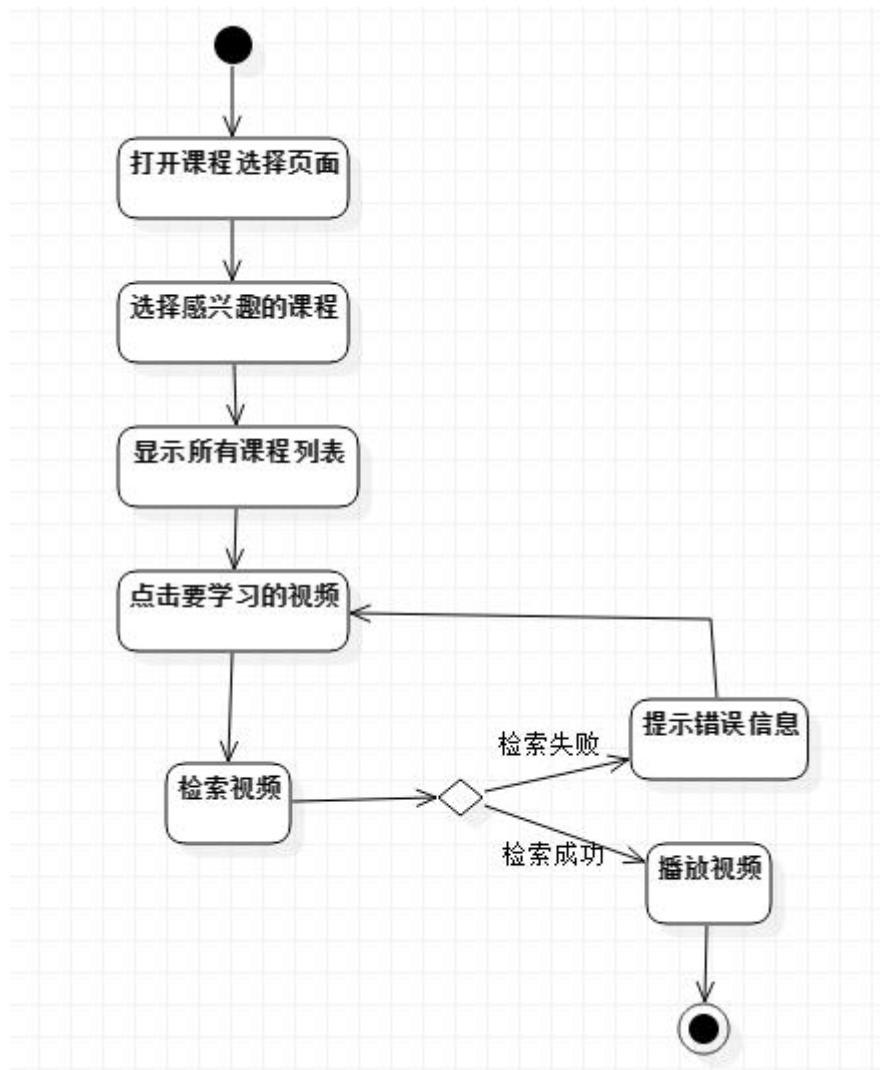 打开课程选择页面
选择感兴趣的课程
显示所有课程列表
点击要学习的视频
提示错误信息
检索失败
检索视频
检索成功
播放视频